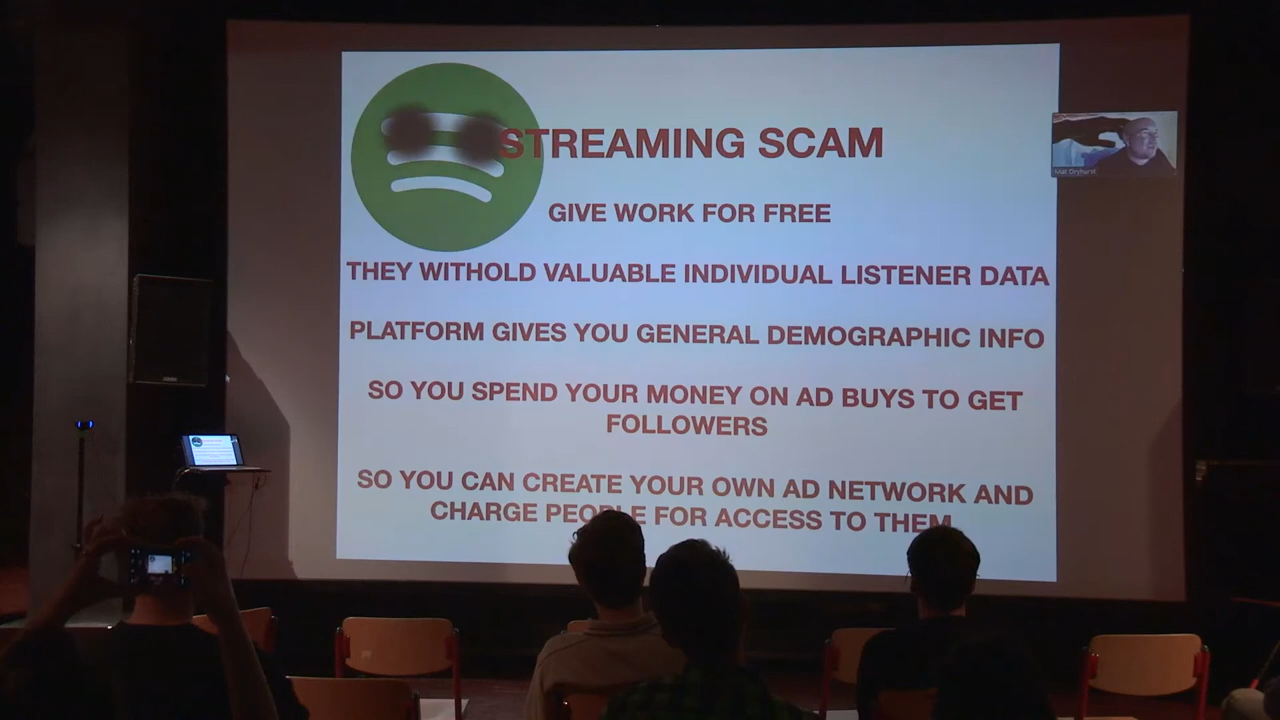 STREAMING SCAM
GIVE WORK FOR FREE
THEY WITHOLD VALUABLE INDIVIDUAL LISTENER DATA
PLATFORM GIVES YOU GENERAL DEMOGRAPHIC INFO
SO YOU SPEND YOUR MONEY ON AD BUYS TO GET
FOLLOWERS
SO YOU CAN CREATE YOUR OWN AD NETWORK AND
CHARGE PEOPLE FOR ACCESS TO THEM
Mat Dryhurst